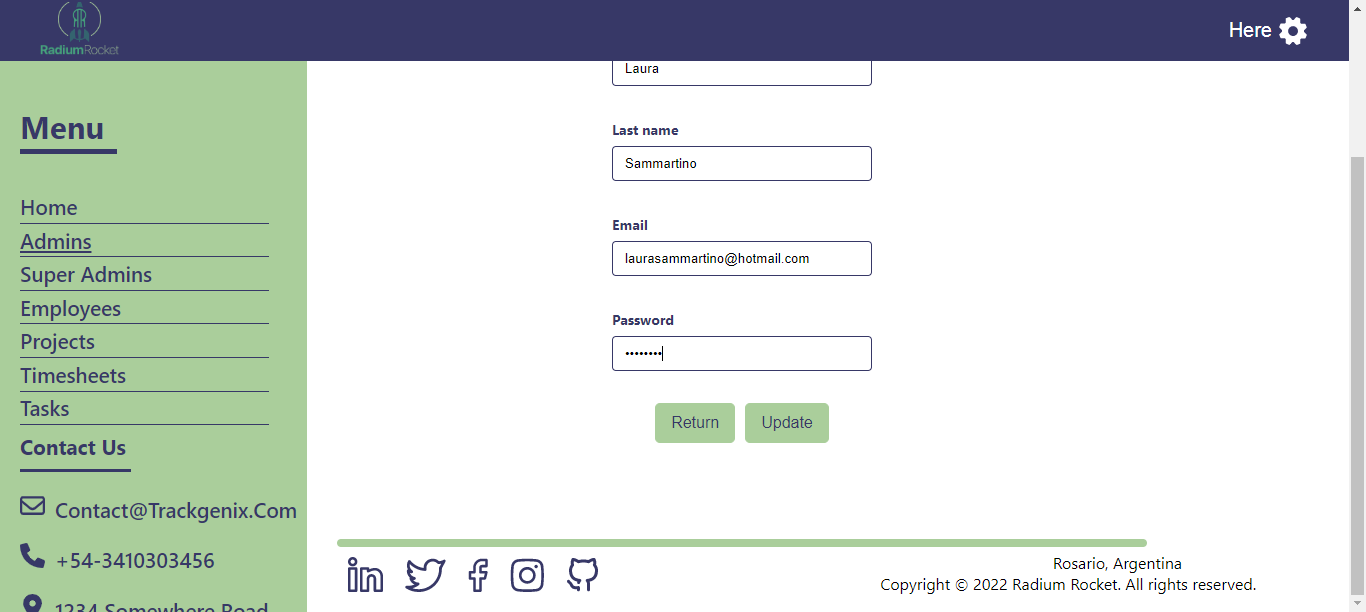 RadiumRocket
Here
Menu
Home
Admins
Super Admins
Employees
Projects
Timesheets
Tasks
Contact Us
Contact@Trackgenix.Com
+54-3410303456
1234 Somewhere Road
Laura
Last name
Sammartino
Email
laurasammartino@hotmail.com
Password
••••••••
Return
Update
Rosario, Argentina
Copyright © 2022 Radium Rocket. All rights reserved.